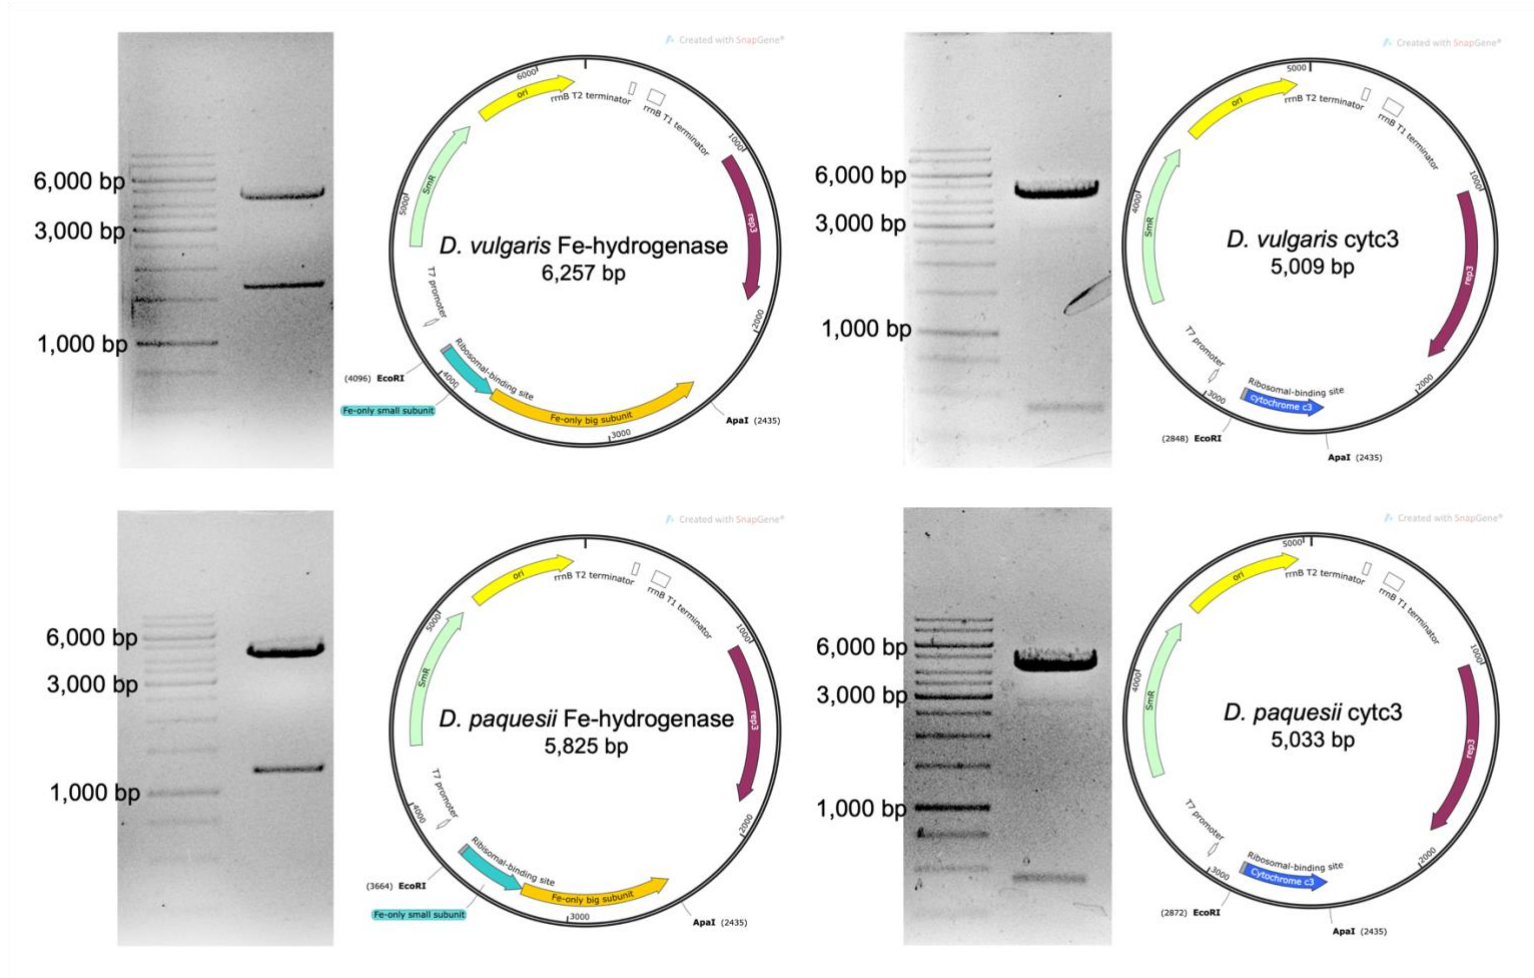 Created with SnapGene®
6,000 bp
3,000 bp
1,000 bp
6000
1000
2000
3000
4000
5000
ori
rrnB T2 terminator
rrnB T1 terminator
rep3
SmR
T7 promoter
Ribosomal-binding site
(4096) EcoRI
Fe-only small subunit
Fe-only big subunit
ApaI (2435)
D. vulgaris Fe-hydrogenase
6,257 bp
Created with SnapGene®
6,000 bp
3,000 bp
1,000 bp
5000
1000
2000
3000
4000
ori
rrnB T2 terminator
rrnB T1 terminator
rep3
SmR
T7 promoter
Ribosomal-binding site
cytochrome c3
(2848) EcoRI
ApaI (2435)
D. vulgaris cytc3
5,009 bp
Created with SnapGene®
6,000 bp
3,000 bp
1,000 bp
1000
2000
3000
4000
5000
ori
rrnB T2 terminator
rrnB T1 terminator
rep3
SmR
T7 promoter
Ribisomal-binding site
(3664) EcoRI
Fe-only small subunit
Fe-only big subunit
ApaI (2435)
D. paquesii Fe-hydrogenase
5,825 bp
Created with SnapGene®
6,000 bp
3,000 bp
1,000 bp
5000
1000
2000
3000
4000
ori
rrnB T2 terminator
rrnB T1 terminator
rep3
SmR
T7 promoter
Ribosomal-binding site
Cytochrome c3
(2872) EcoRI
ApaI (2435)
D. paquesii cytc3
5,033 bp